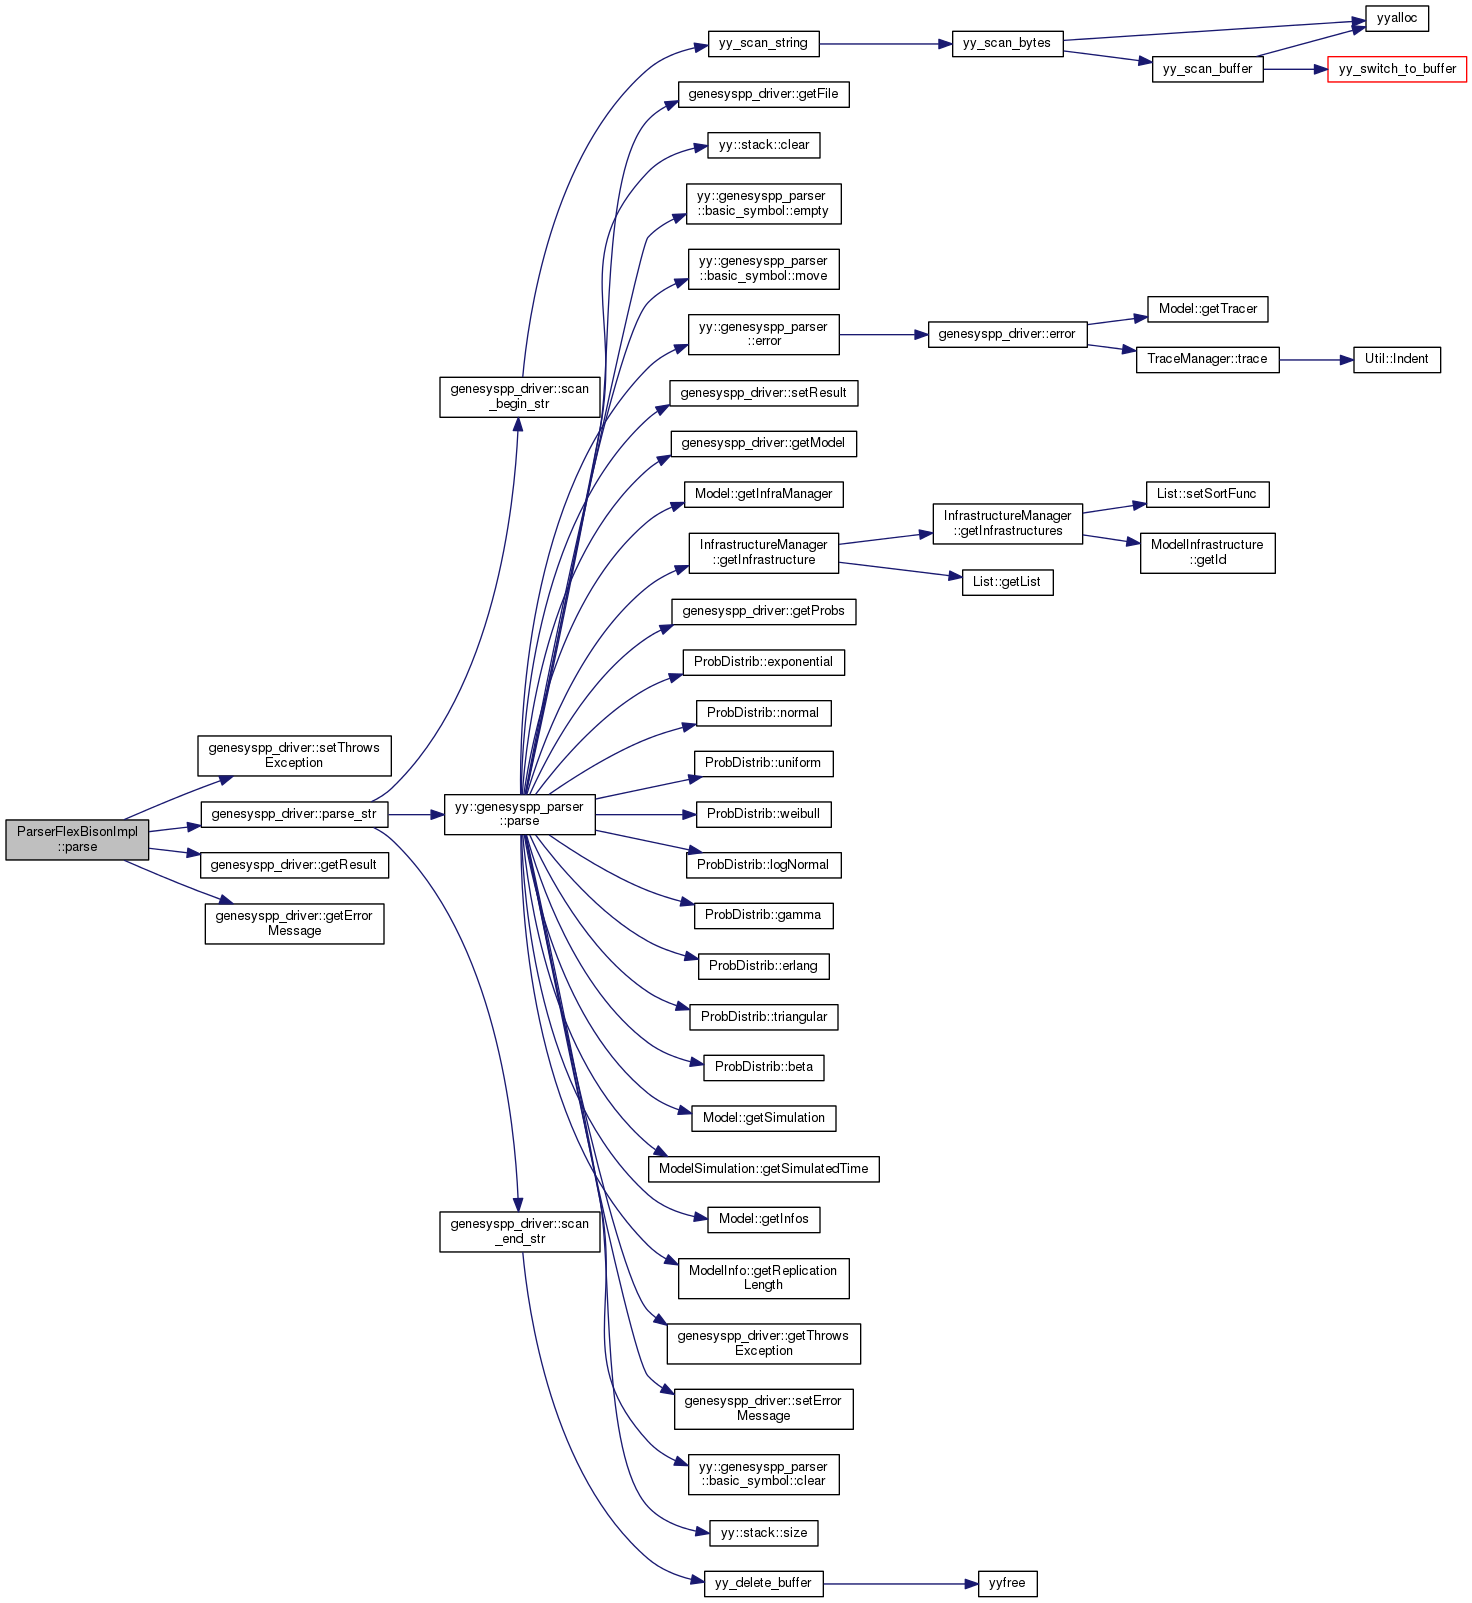 ParserFlexBisonImpl
::parse
genesyspp_driver::setThrows
Exception
genesyspp_driver::parse_str
genesyspp_driver::getResult
genesyspp_driver::getError
Message
genesyspp_driver::scan
_begin_str
yy::genesyspp_parser
::parse
genesyspp_driver::scan
_end_str
yy_scan_string
genesyspp_driver::getFile
yy::stack::clear
yy::genesyspp_parser
::basic_symbol::empty
yy::genesyspp_parser
::basic_symbol::move
yy::genesyspp_parser
::error
genesyspp_driver::setResult
genesyspp_driver::getModel
Model::getInfraManager
InfrastructureManager
::getInfrastructure
genesyspp_driver::getProbs
ProbDistrib::exponential
ProbDistrib::normal
ProbDistrib::uniform
ProbDistrib::weibull
ProbDistrib::logNormal
ProbDistrib::gamma
ProbDistrib::erlang
ProbDistrib::triangular
ProbDistrib::beta
Model::getSimulation
ModelSimulation::getSimulatedTime
Model::getInfos
ModelInfo::getReplication
Length
genesyspp_driver::getThrows
Exception
genesyspp_driver::setError
Message
yy::genesyspp_parser
::basic_symbol::clear
yy::stack::size
yy_delete_buffer
yy_scan_bytes
genesyspp_driver::error
InfrastructureManager
::getInfrastructures
List::getList
yyfree
yy_scan_buffer
Model::getTracer
TraceManager::trace
List::setSortFunc
ModelInfrastructure
::getId
yyalloc
yy_switch_to_buffer
Util::Indent